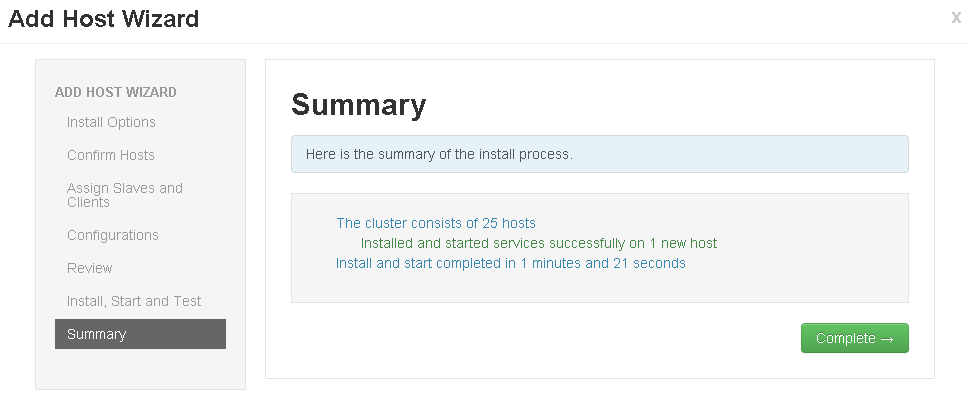 Add Host Wizard
x
ADD HOST WIZARD
Install Options
Confirm Hosts
Assign Slaves and
Clients
Configurations
Review
Install, Start and Test
Summary
Summary
Here is the summary of the install process.
The cluster consists of 25 hosts
Installed and started services successfully on 1 new host
Install and start completed in 1 minutes and 21 seconds
Complete →